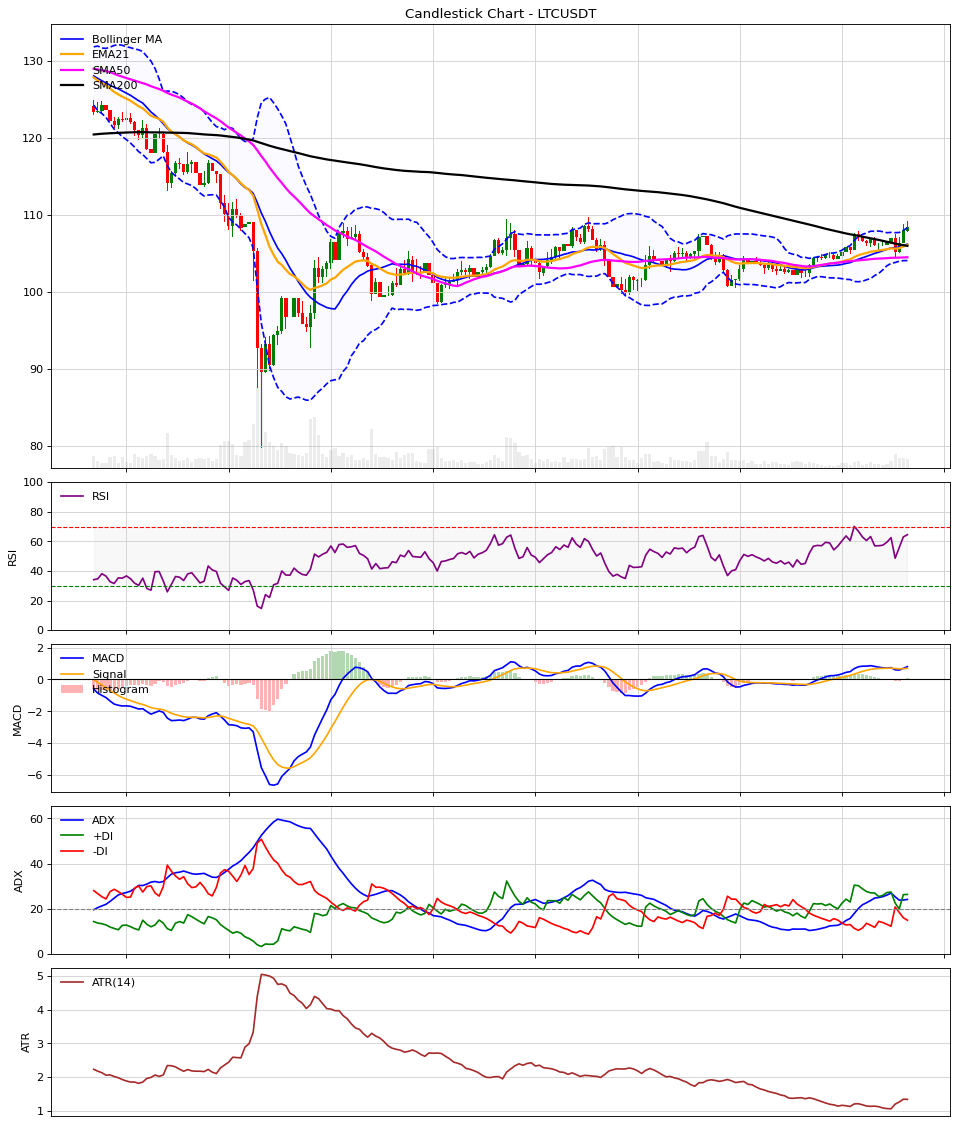 Candlestick Chart - LTCUSDT
Bollinger MA
EMA21
SMA50
SMA200
130
120
110
100
90
80
RSI
100
80
60
40
20
0
RSI
MACD
Signal
Histogram
2
0
−2
−4
−6
MACD
ADX
+DI
-DI
60
40
20
0
ADX
ATR(14)
5
4
3
2
1
ATR